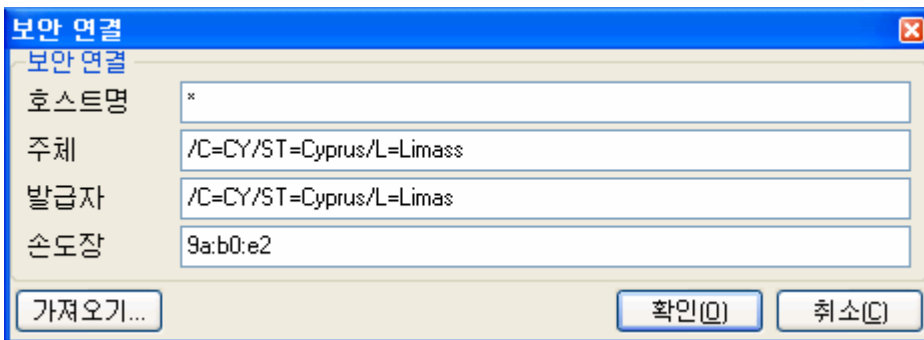 보안 연결
보안 연결
호스트명 *
주체 /C=CY/ST=Cyprus/L=Limass
발급자 /C=CY/ST=Cyprus/L=Limas
손도장 9a:b0:e2
가져오기... 확인(O) 취소(C)